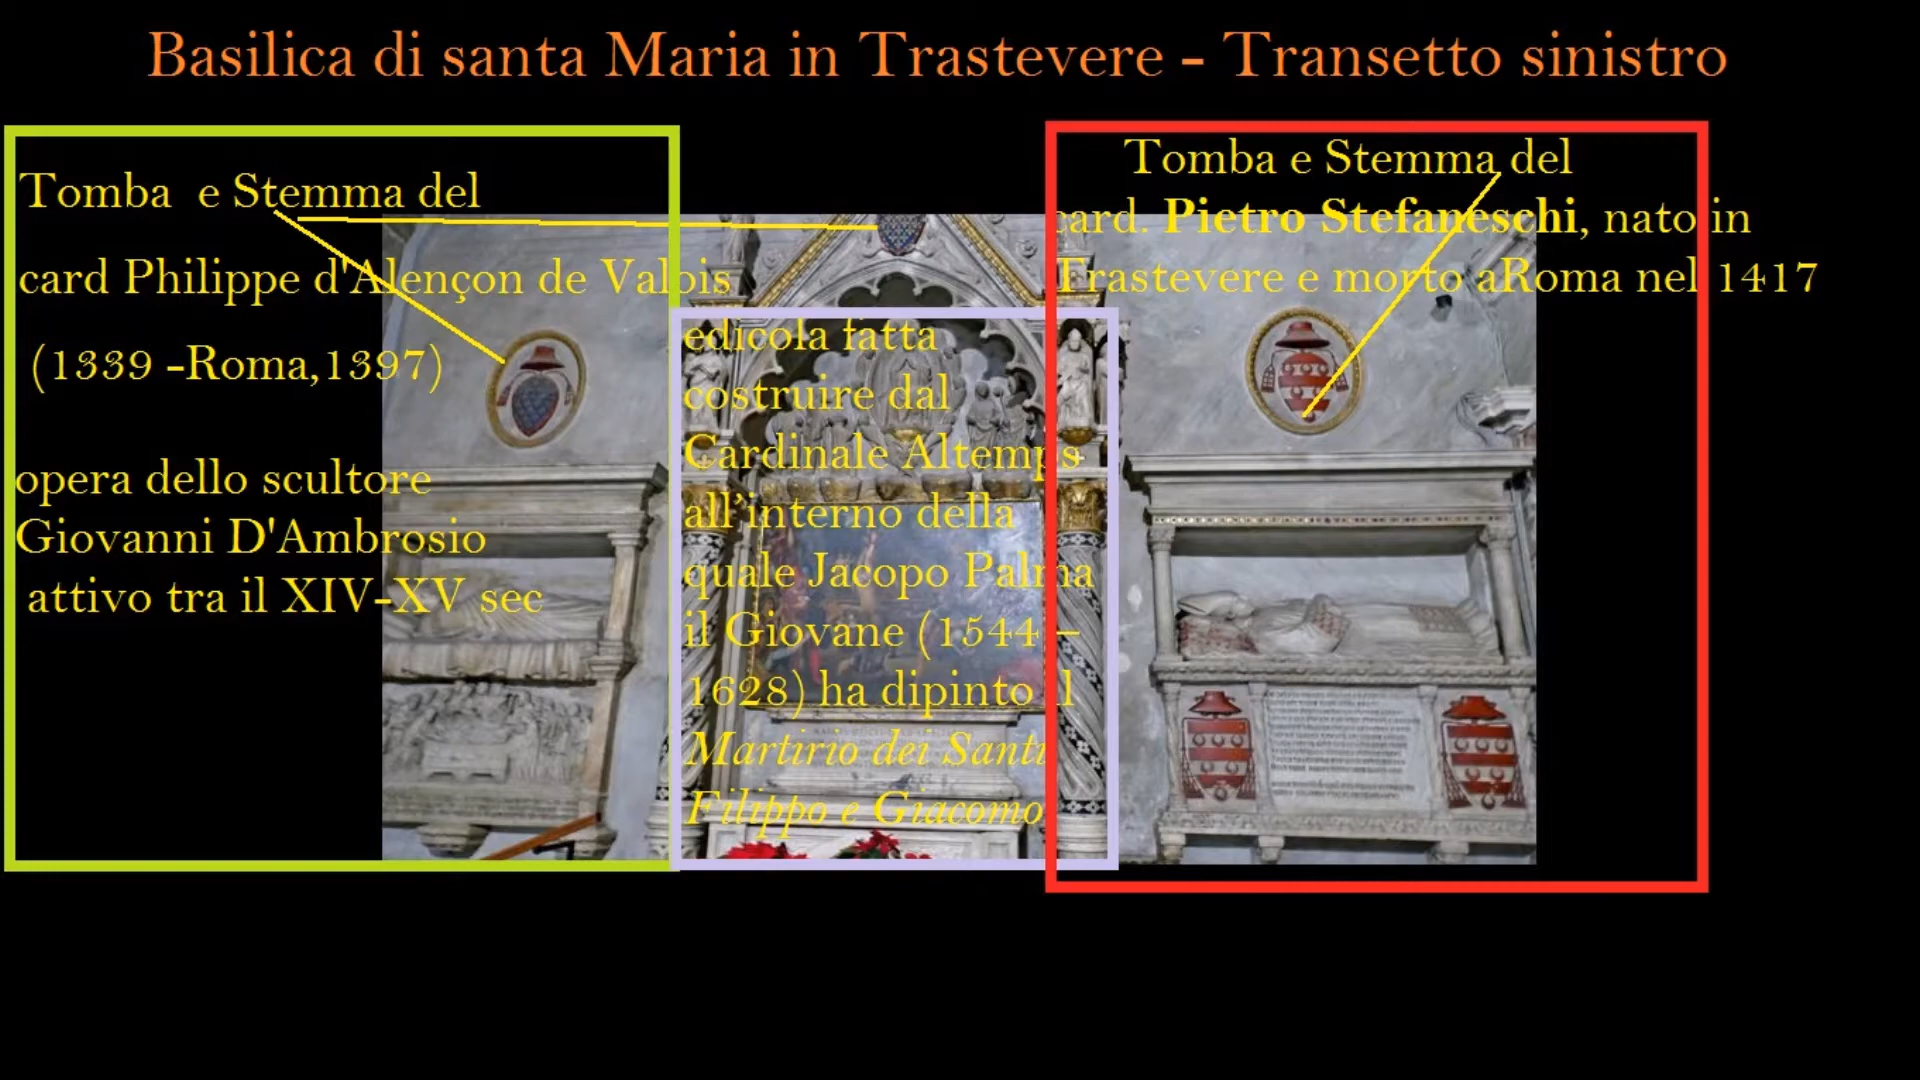 Basilica di santa Maria in Trastevere - Transetto sinistro
Tomba e Stemma del
card Philippe d'Alençon de Valois
(1339 -Roma,1397)
opera dello scultore
Giovanni D'Ambrosio
attivo tra il XIV-XV sec
edicola fatta
costruire dal
Cardinale Altemps
all'interno della
quale Jacopo Palma
il Giovane (1544 –
1628) ha dipinto il
Martirio dei Santi
Filippo e Giacomo
Tomba e Stemma del
card. Pietro Stefaneschi, nato in
Trastevere e morto aRoma nel 1417